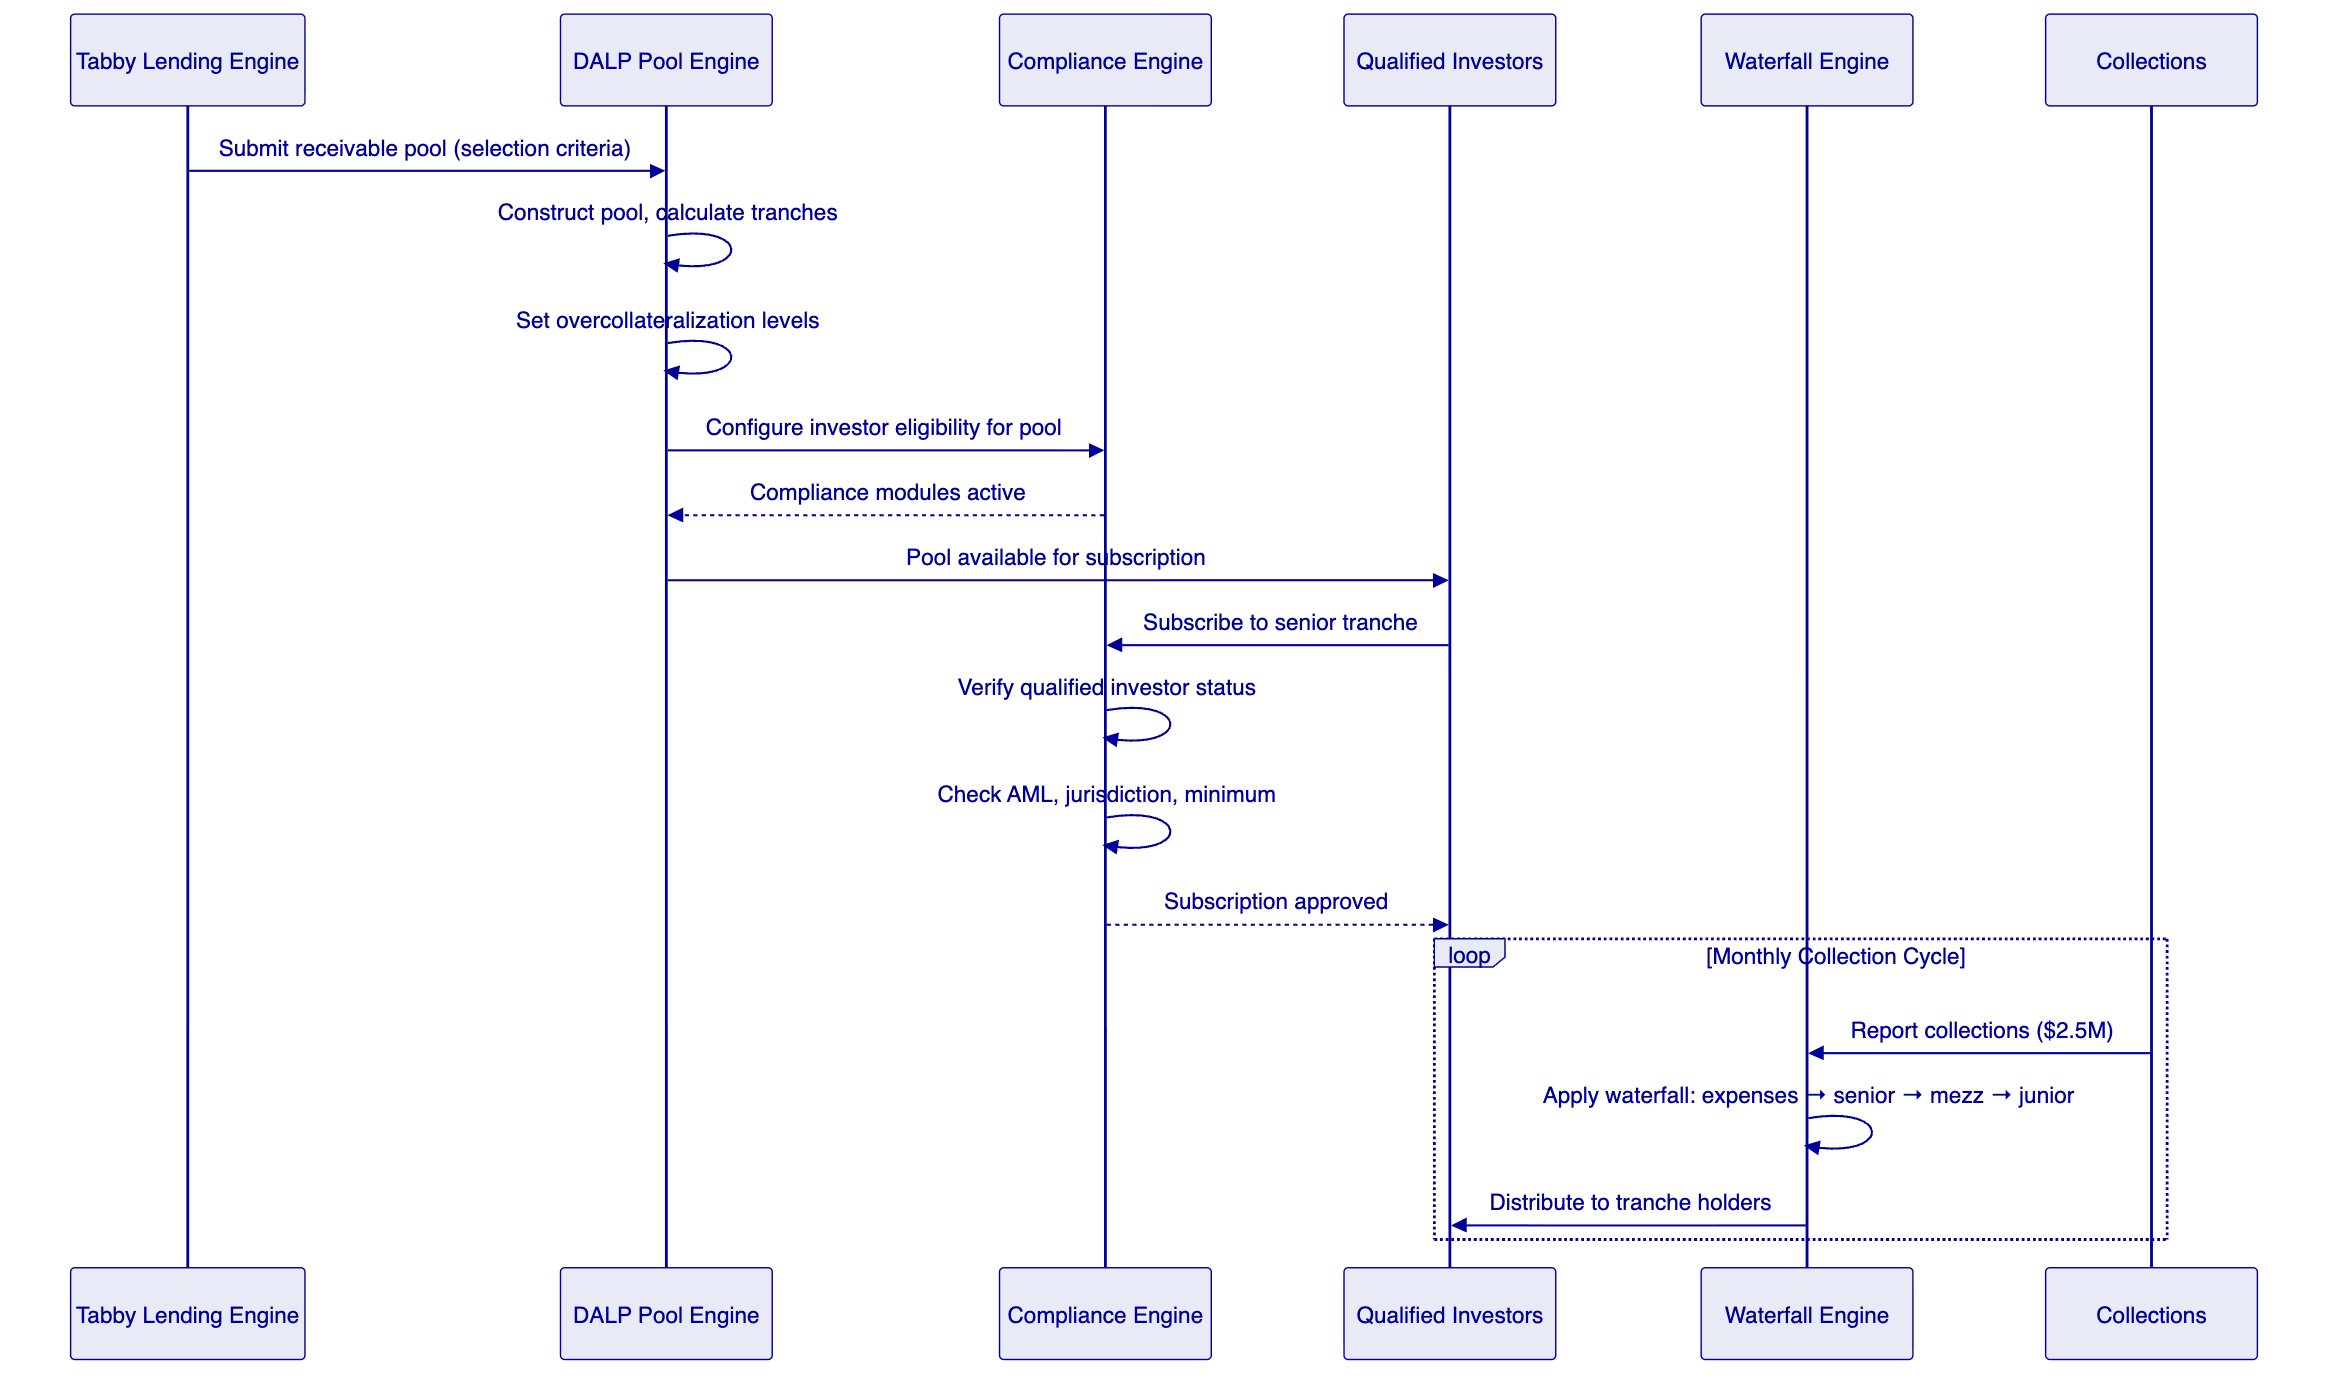 Tabby Lending Engine
DALP Pool Engine
Compliance Engine
Qualified Investors
Waterfall Engine
Collections
Submit receivable pool (selection criteria)
Construct pool, calculate tranches
Set overcollateralization levels
Configure investor eligibility for pool
Compliance modules active
Pool available for subscription
Subscribe to senior tranche
Verify qualified investor status
Check AML, jurisdiction, minimum
Subscription approved
loop
[Monthly Collection Cycle]
Report collections ($2.5M)
Apply waterfall: expenses → senior → mezz → junior
Distribute to tranche holders
Tabby Lending Engine
DALP Pool Engine
Compliance Engine
Qualified Investors
Waterfall Engine
Collections